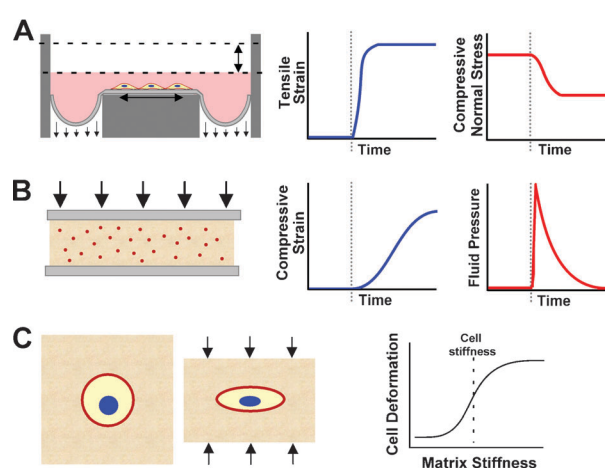 A
Tensile
Strain
Time
Compressive
Normal Stress
Time
B
Compressive
Strain
Time
Fluid Pressure
Time
C
Cell Deformation
Cell
stiffness
Matrix Stiffness